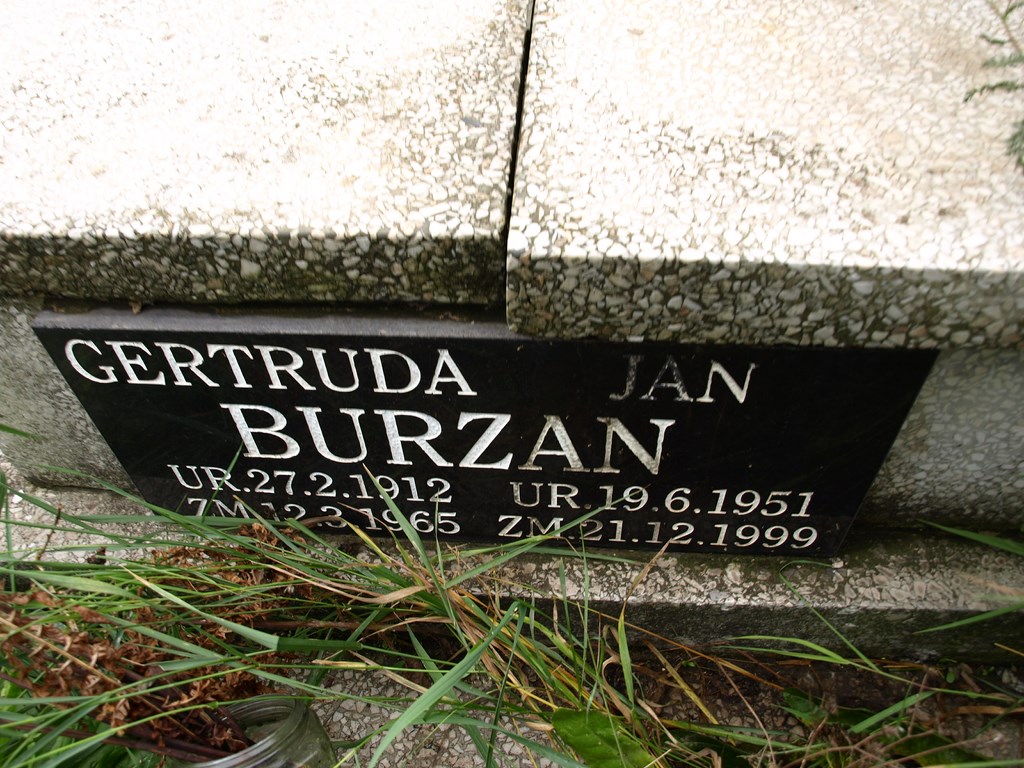 GERTRUDA JAN
BURZAN
UR.27.2.1912 UR.19.6.1951
ZM.12.3.1965 ZM.21.12.1999